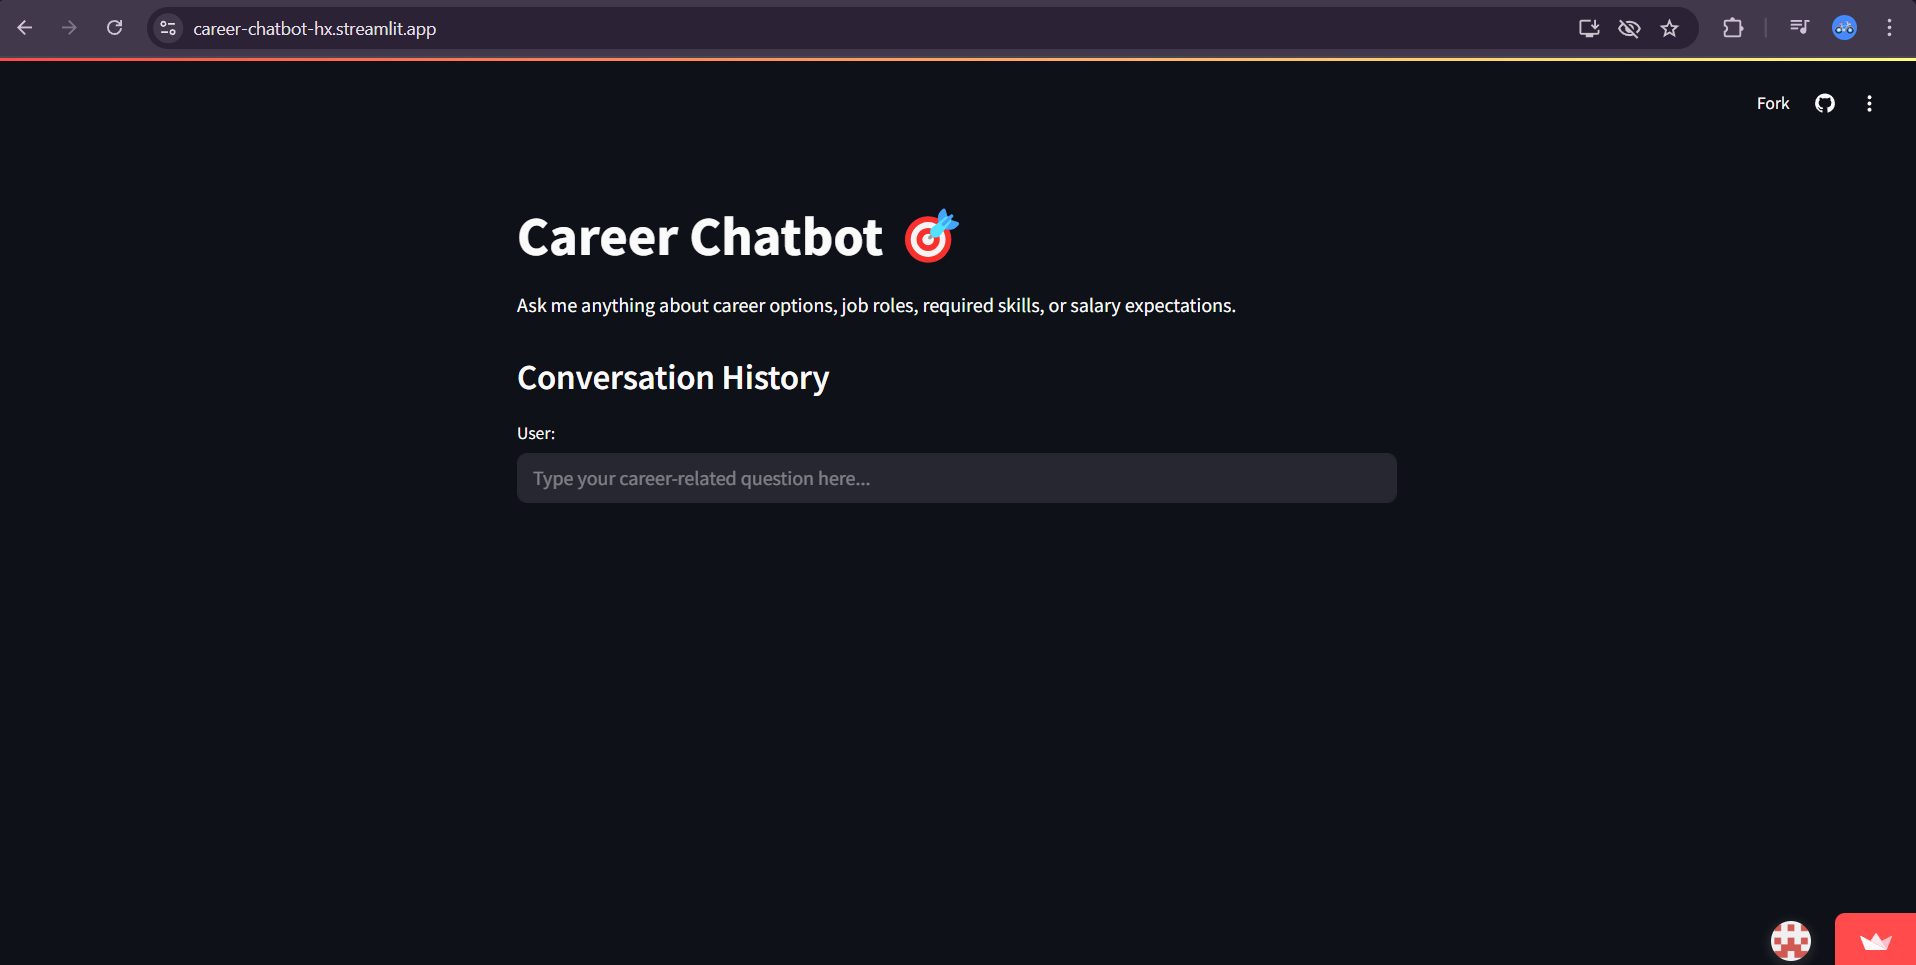 career-chatbot-hx.streamlit.app
Fork
Career Chatbot
Ask me anything about career options, job roles, required skills, or salary expectations.
Conversation History
User:
Type your career-related question here...